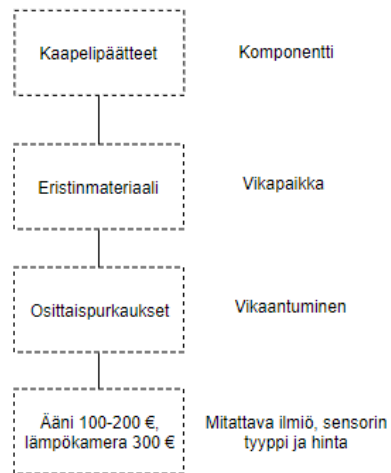 Kaapelipäätteet
Komponentti
Eristinmateriaali
Vikapaikka
Osittaispurkaukset
Vikaantuminen
Ääni 100-200 €,
lämpökamera 300 €
Mitattava ilmiö, sensorin
tyyppi ja hinta